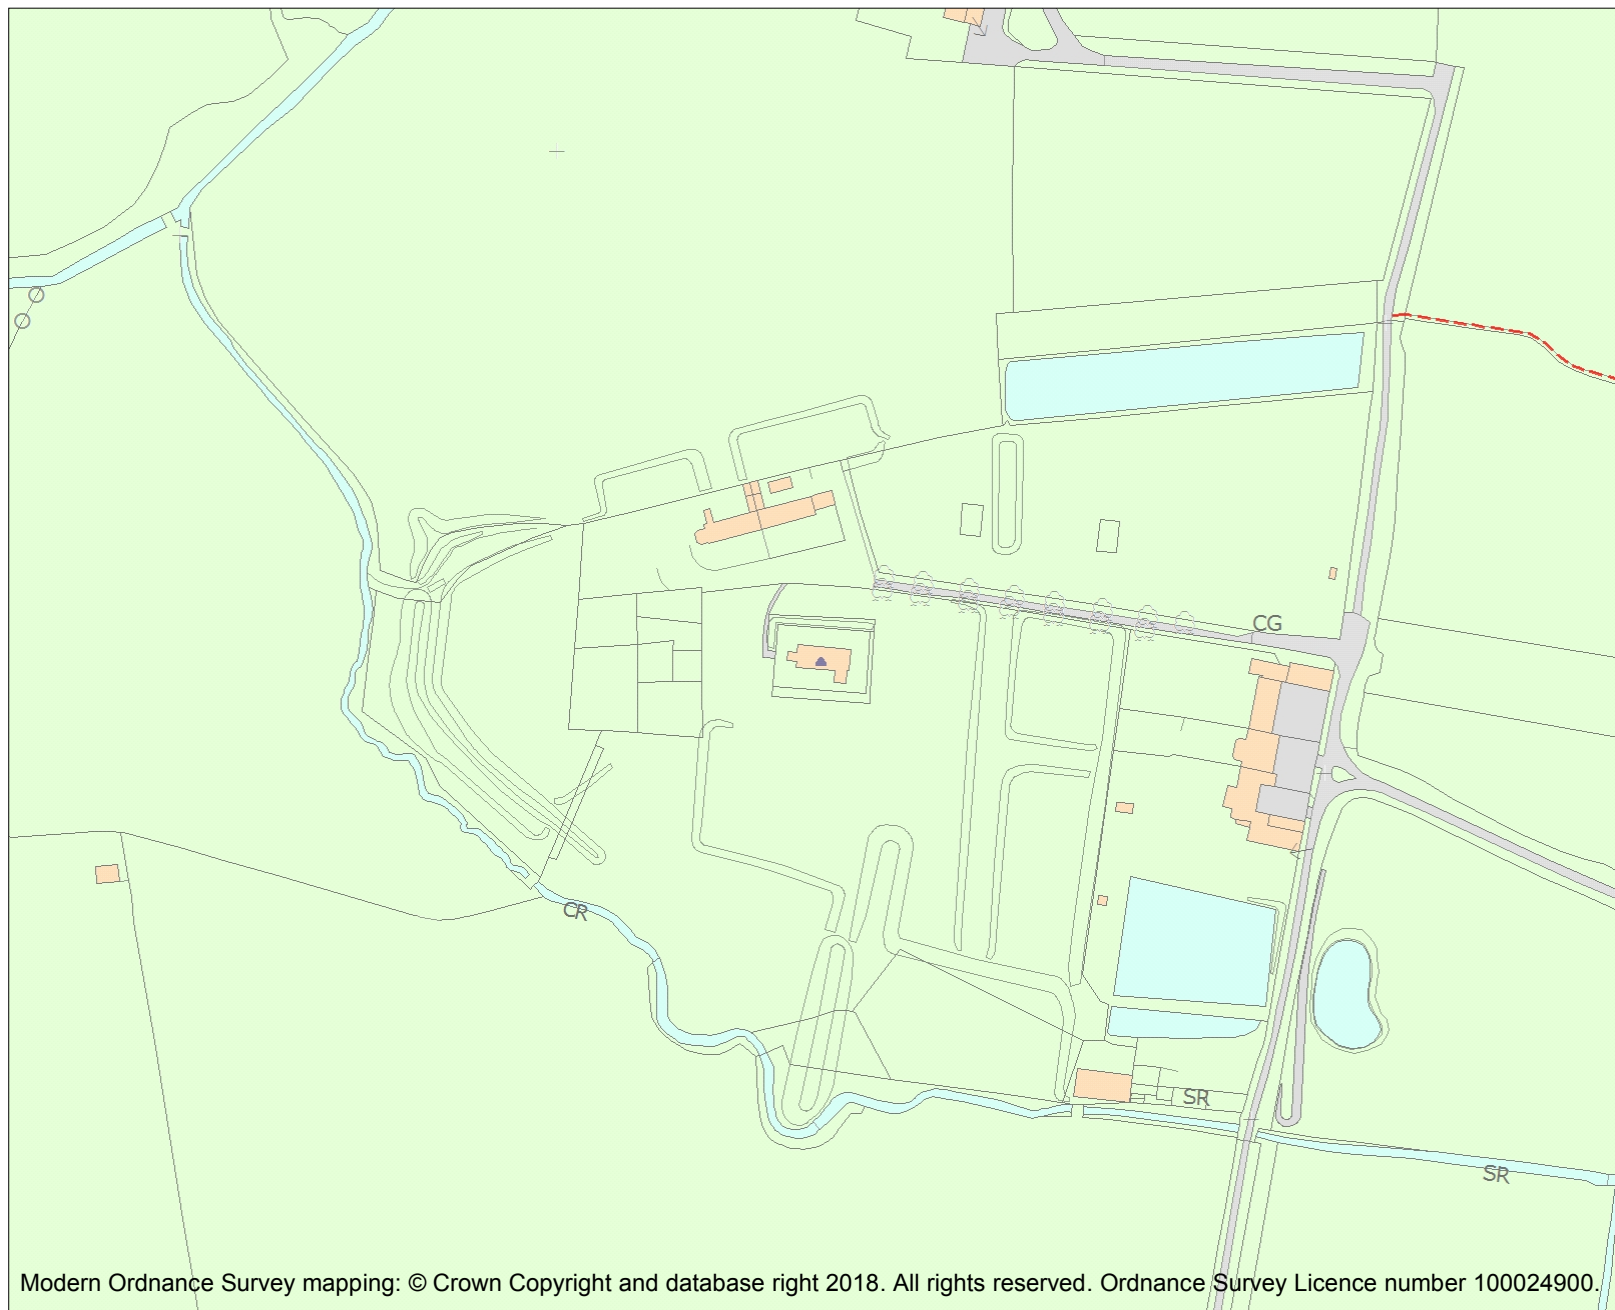 CG
CR
SR
SR
Modern Ordnance Survey mapping: © Crown Copyright and database right 2018. All rights reserved. Ordnance Survey Licence number 100024900.